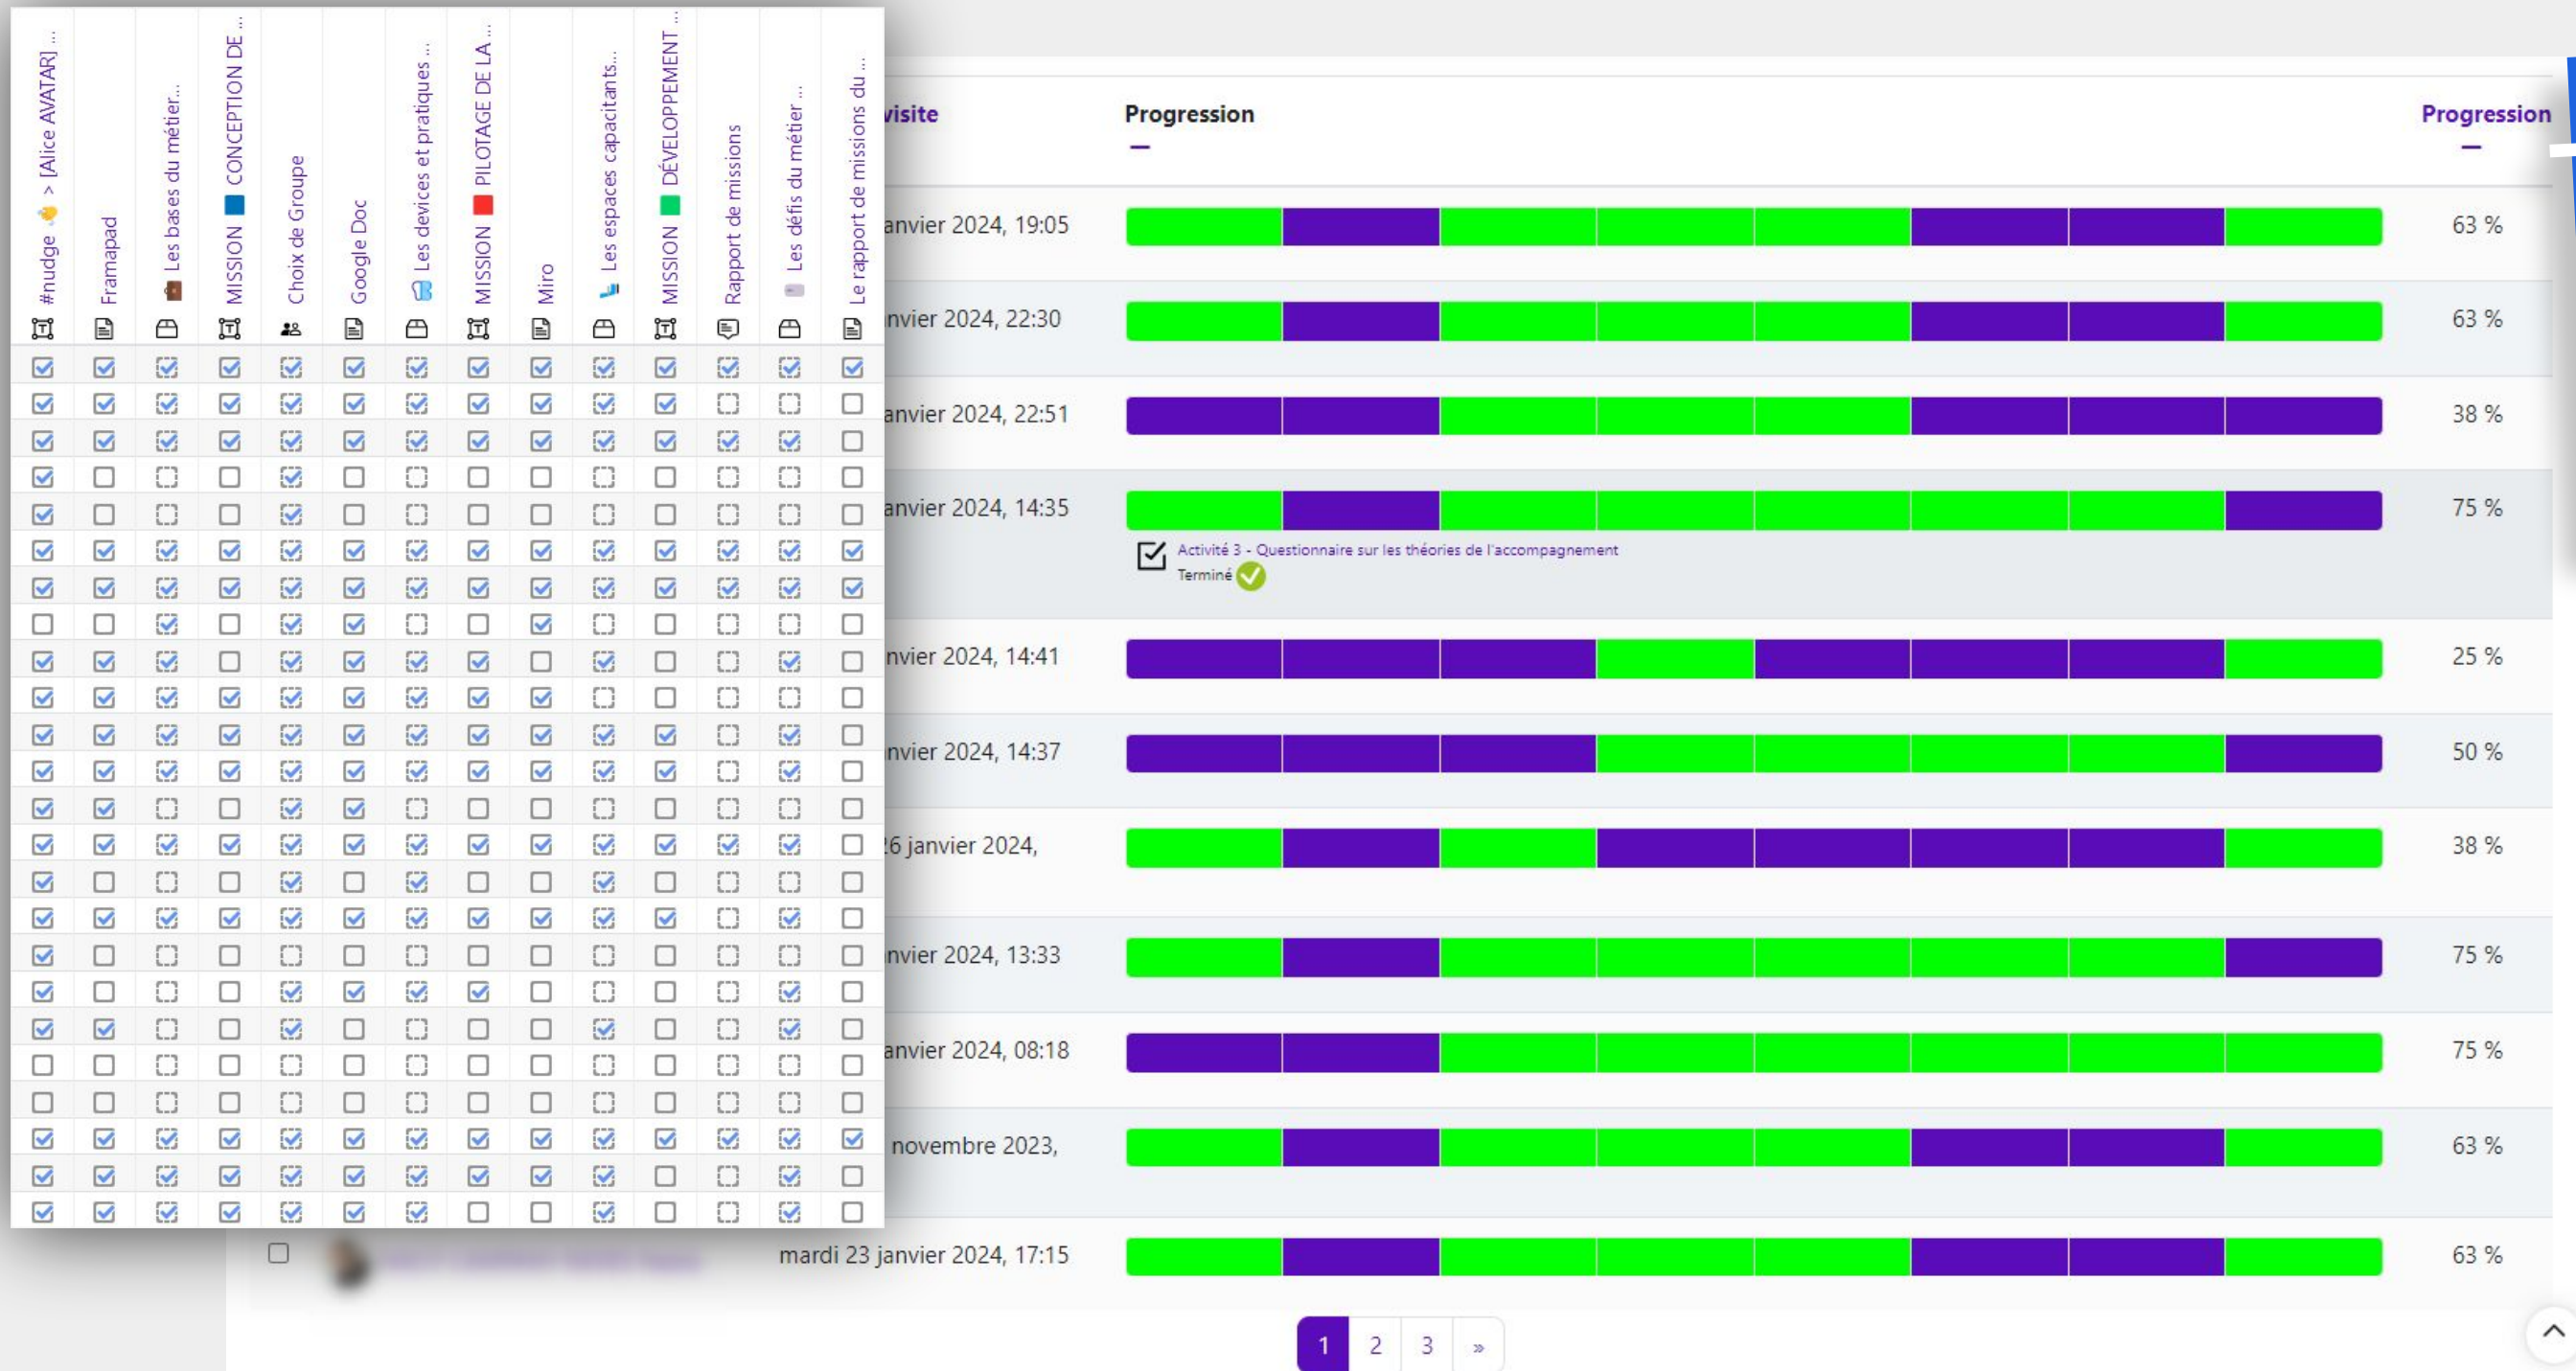 #nudge > [Alice AVATAR] ...
Framapad
Les bases du métier...
MISSION CONCEPTION DE ...
Choix de Groupe
Google Doc
Les devices et pratiques ...
MISSION PILOTAGE DE LA ...
Miro
Les espaces capacitants...
MISSION DÉVELOPPEMENT ...
Rapport de missions
Les défis du métier ...
Le rapport de missions du ...
visite Progression Progression
anvier 2024, 19:05 63 %
nvier 2024, 22:30 63 %
anvier 2024, 22:51 38 %
anvier 2024, 14:35 75 %
Activité 3 - Questionnaire sur les théories de l'accompagnement
Terminé
nvier 2024, 14:41 25 %
nvier 2024, 14:37 50 %
6 janvier 2024, 38 %
nvier 2024, 13:33 75 %
anvier 2024, 08:18 75 %
novembre 2023, 63 %
mardi 23 janvier 2024, 17:15 63 %
1 2 3 »